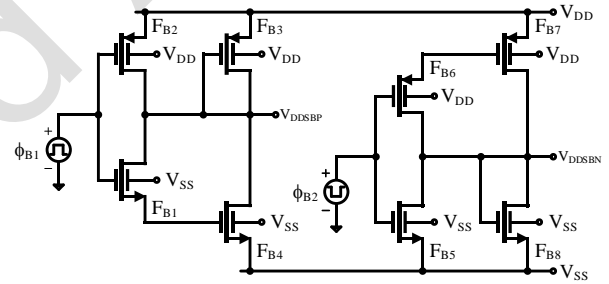 V_DD
F_B2
F_B3
F_B7
V_DD
V_DD
V_DD
F_B6
V_DD
+
ϕ_B1
−
V_DDSBP
V_DDSBN
V_SS
F_B1
+
ϕ_B2
−
V_SS
V_SS
V_SS
F_B4
F_B5
F_B8
V_SS